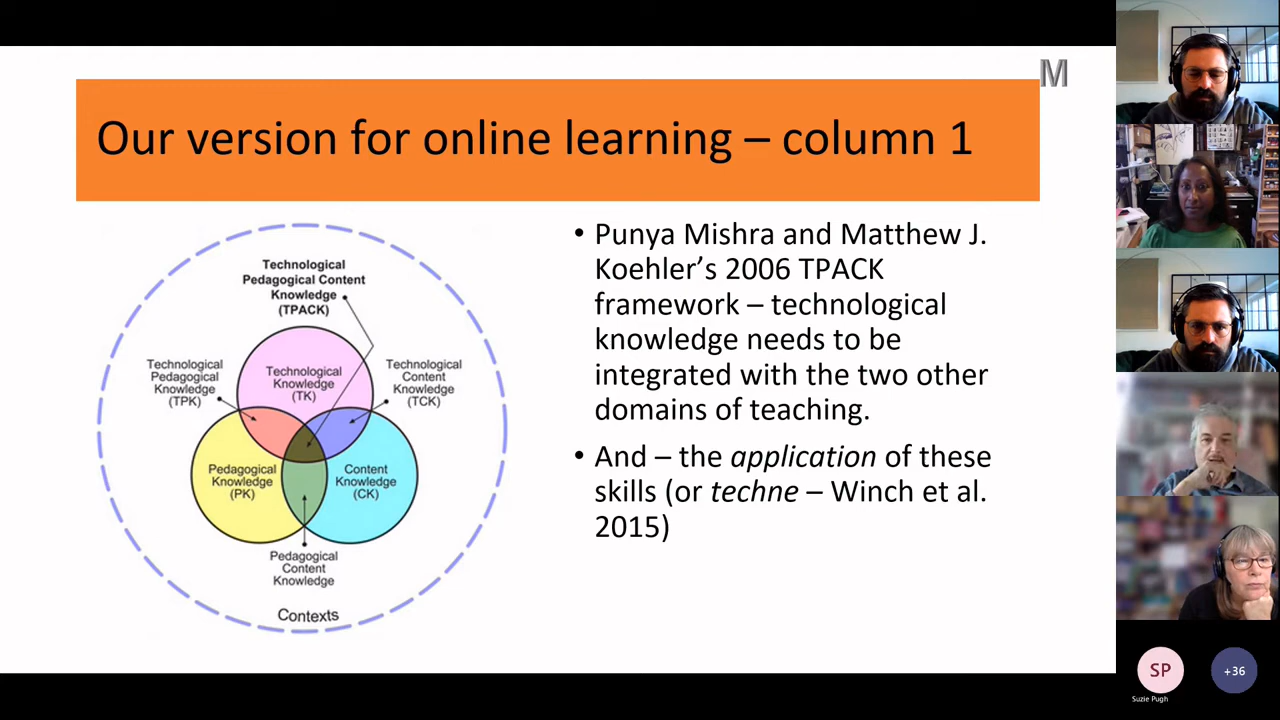 M
Our version for online learning – column 1
Technological
Pedagogical Content
Knowledge
(TPACK)
Technological
Pedagogical
Knowledge
(TPK)
Technological
Knowledge
(TK)
Technological
Content
Knowledge
(TCK)
Pedagogical
Knowledge
(PK)
Content
Knowledge
(CK)
Pedagogical
Content
Knowledge
Contexts
• Punya Mishra and Matthew J.
Koehler’s 2006 TPACK
framework – technological
knowledge needs to be
integrated with the two other
domains of teaching.
• And – the application of these
skills (or techne – Winch et al.
2015)
SP
+36
Suzie Pugh